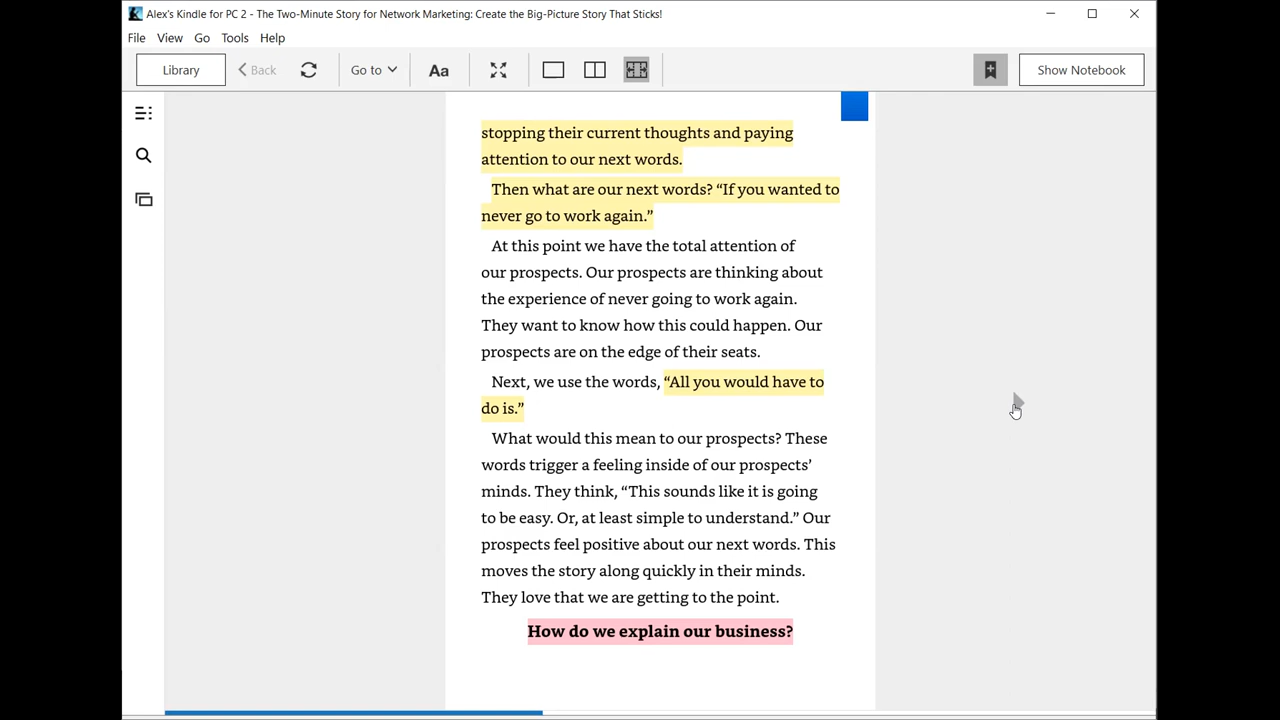 Alex's Kindle for PC 2 - The Two-Minute Story for Network Marketing: Create the Big-Picture Story That Sticks!
File View Go Tools Help
Library Back Go to Aa Show Notebook
stopping their current thoughts and paying
attention to our next words.
Then what are our next words? “If you wanted to
never go to work again.”
At this point we have the total attention of
our prospects. Our prospects are thinking about
the experience of never going to work again.
They want to know how this could happen. Our
prospects are on the edge of their seats.
Next, we use the words, “All you would have to
do is.”
What would this mean to our prospects? These
words trigger a feeling inside of our prospects’
minds. They think, “This sounds like it is going
to be easy. Or, at least simple to understand.” Our
prospects feel positive about our next words. This
moves the story along quickly in their minds.
They love that we are getting to the point.
How do we explain our business?